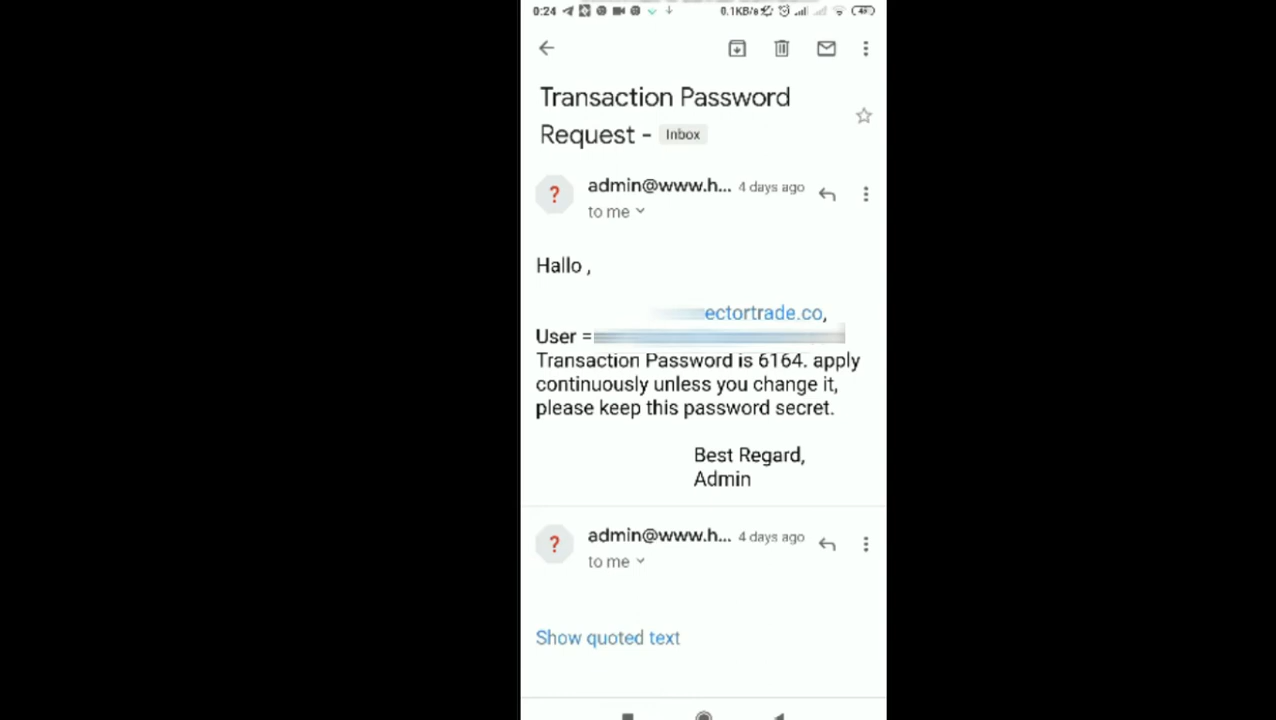 0:24 0.1KB/s 45
Transaction Password
Request - Inbox
admin@www.h... 4 days ago
to me
Hallo ,
ectortrade.co,
User =
Transaction Password is 6164. apply
continuously unless you change it,
please keep this password secret.
Best Regard,
Admin
admin@www.h... 4 days ago
to me
Show quoted text